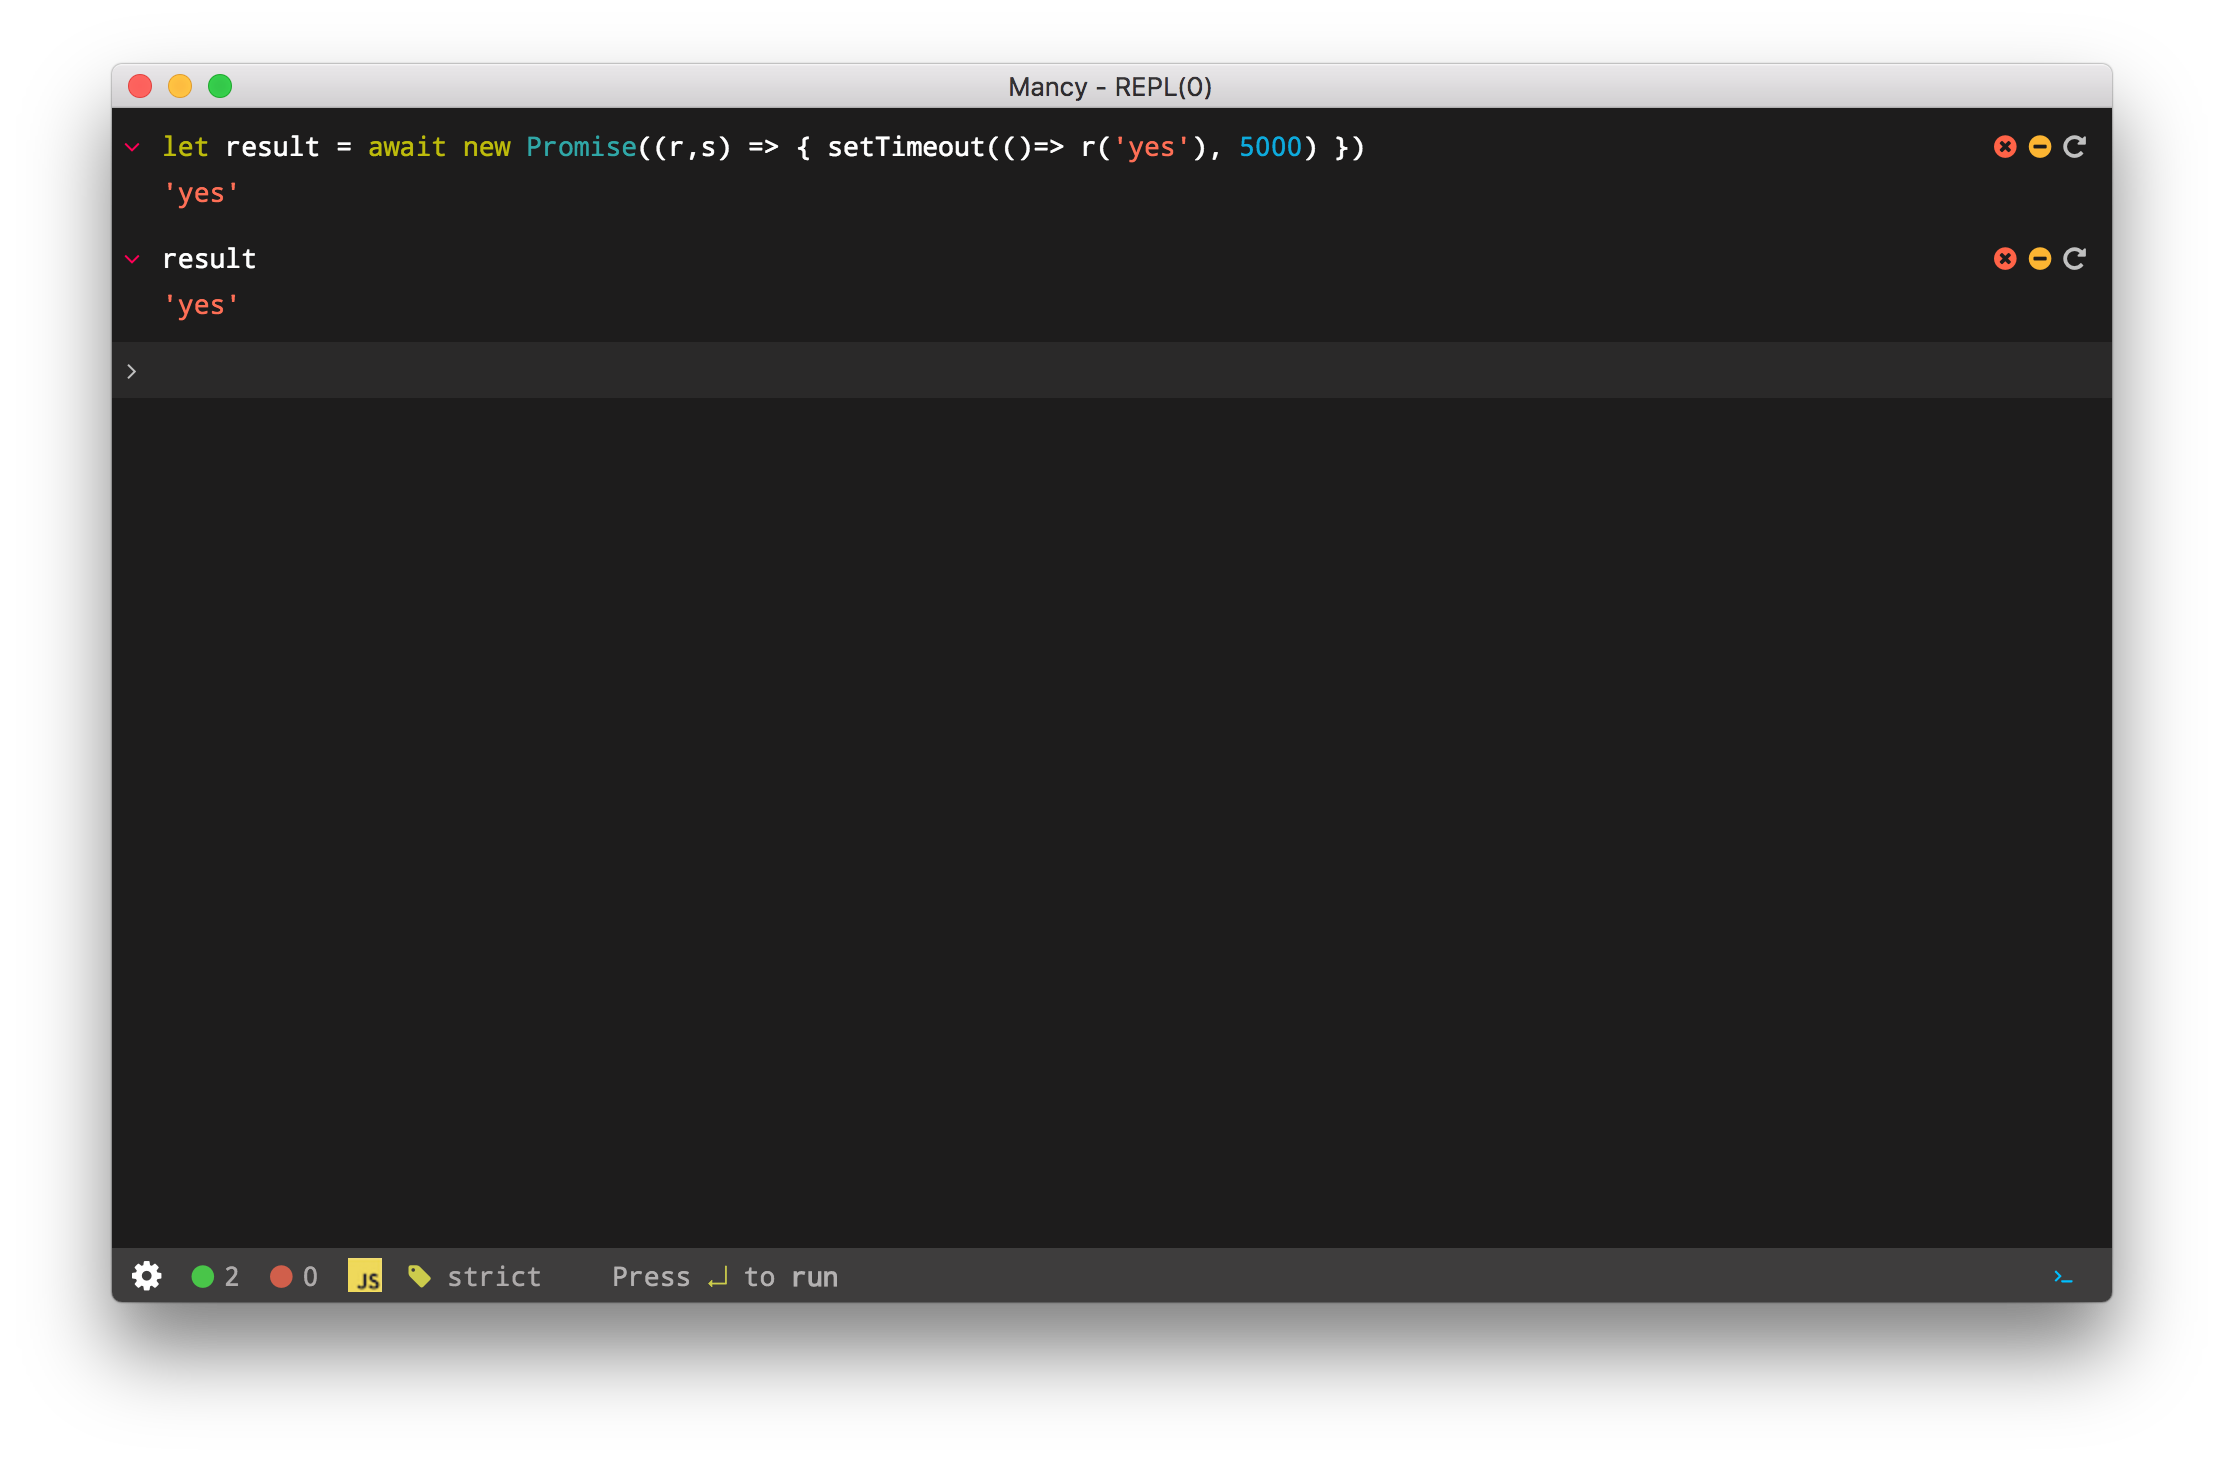 Mancy - REPL(0)
let result = await new Promise((r,s) => { setTimeout(()=> r('yes'), 5000) })
'yes'
result
'yes'
2 0 JS strict Press ↵ to run